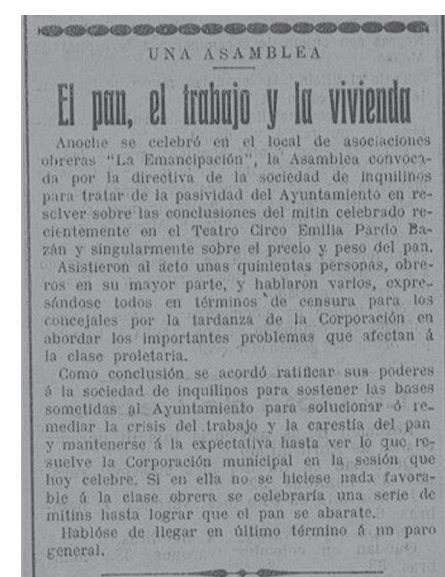 UNA ASAMBLEA
El pan, el trabajo y la vivienda
Anoche se celebró en el local de asociaciones
obreras "La Emancipación", la Asamblea convoca-
da por la directiva de la sociedad de inquilinos
para tratar de la pasividad del Ayuntamiento en re-
solver sobre las conclusiones del mitin celebrado re-
cientemente en el Teatro Circo Emilia Pardo Ba-
zán y singularmente sobre el precio y peso del pan.
Asistieron al acto unas quinientas personas, obre-
ros en su mayor parte, y hablaron varios, expre-
sándose todos en términos de censura para los
concejales por la tardanza de la Corporación en
abordar los importantes problemas que afectan á
la clase proletaria.
Como conclusión se acordó ratificar sus poderes
á la sociedad de inquilinos para sostener las bases
sometidas al Ayuntamiento para solucionar ó re-
mediar la crisis del trabajo y la carestía del pan
y mantenerse á la expectativa hasta ver lo que re-
suelve la Corporación municipal en la sesión que
hoy celebre. Si en ella no se hiciese nada favora-
ble á la clase obrera se celebraría una serie de
mitins hasta lograr que el pan se abarate.
Hablóse de llegar en último término á un paro
general.